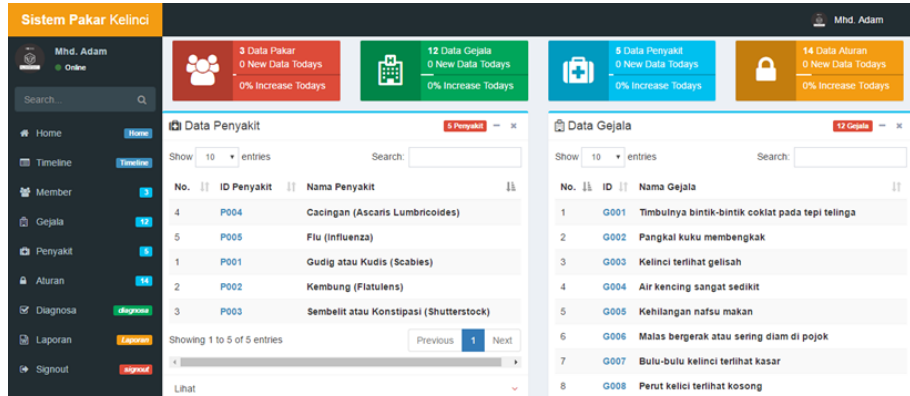 Sistem Pakar Kelinci
Mhd. Adam
Mhd. Adam
Online
Search...
Home Home
Timeline Timeline
Member 3
Gejala 12
Penyakit 5
Aturan 14
Diagnosa diagnosa
Laporan Laporan
Signout signout
3 Data Pakar
0 New Data Todays
0% Increase Todays
12 Data Gejala
0 New Data Todays
0% Increase Todays
5 Data Penyakit
0 New Data Todays
0% Increase Todays
14 Data Aturan
0 New Data Todays
0% Increase Todays
Data Penyakit 5 Penyakit
Show 10 entries Search:
No. ID Penyakit Nama Penyakit
4 P004 Cacingan (Ascaris Lumbricoides)
5 P005 Flu (Influenza)
1 P001 Gudig atau Kudis (Scabies)
2 P002 Kembung (Flatulens)
3 P003 Sembelit atau Konstipasi (Shutterstock)
Showing 1 to 5 of 5 entries Previous 1 Next
Lihat
Data Gejala 12 Gejala
Show 10 entries Search:
No. ID Nama Gejala
1 G001 Timbulnya bintik-bintik coklat pada tepi telinga
2 G002 Pangkal kuku membengkak
3 G003 Kelinci terlihat gelisah
4 G004 Air kencing sangat sedikit
5 G005 Kehilangan nafsu makan
6 G006 Malas bergerak atau sering diam di pojok
7 G007 Bulu-bulu kelinci terlihat kasar
8 G008 Perut kelici terlihat kosong